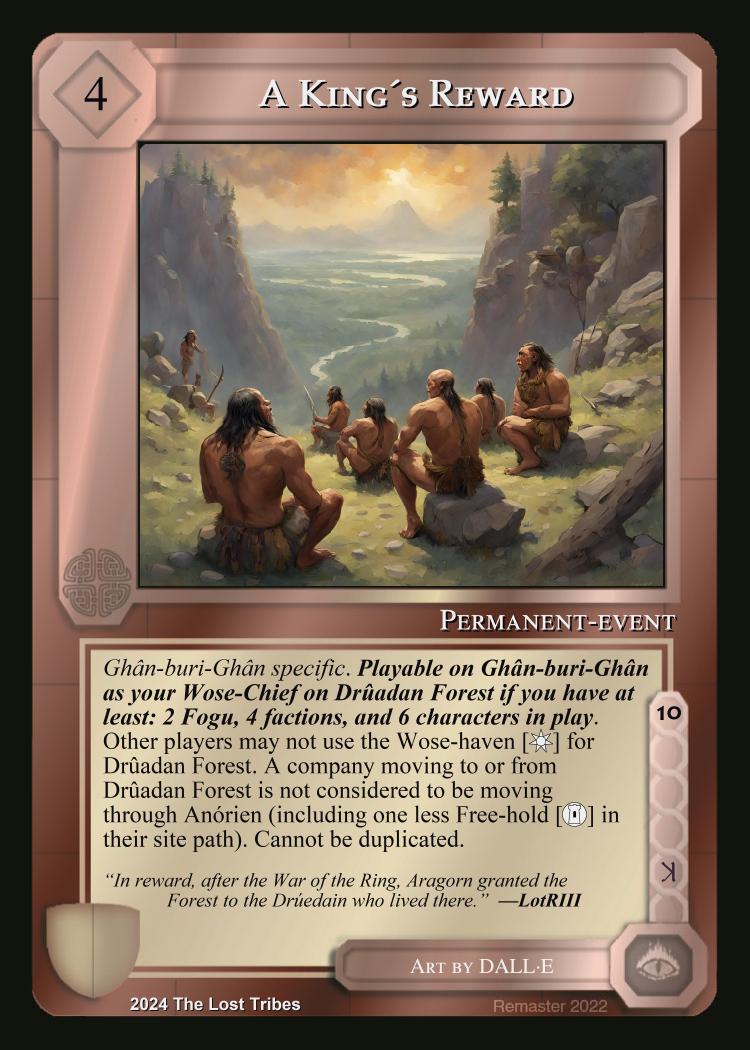 4
A King´s Reward
Permanent-event
Ghân-buri-Ghân specific. Playable on Ghân-buri-Ghân
as your Wose-Chief on Drûadan Forest if you have at
least: 2 Fogu, 4 factions, and 6 characters in play.
Other players may not use the Wose-haven [☀] for
Drûadan Forest. A company moving to or from
Drûadan Forest is not considered to be moving
through Anórien (including one less Free-hold [] in
their site path). Cannot be duplicated.
10
“In reward, after the War of the Ring, Aragorn granted the
Forest to the Drúedain who lived there.” —LotRIII
Art by DALL·E
2024 The Lost Tribes
Remaster 2022